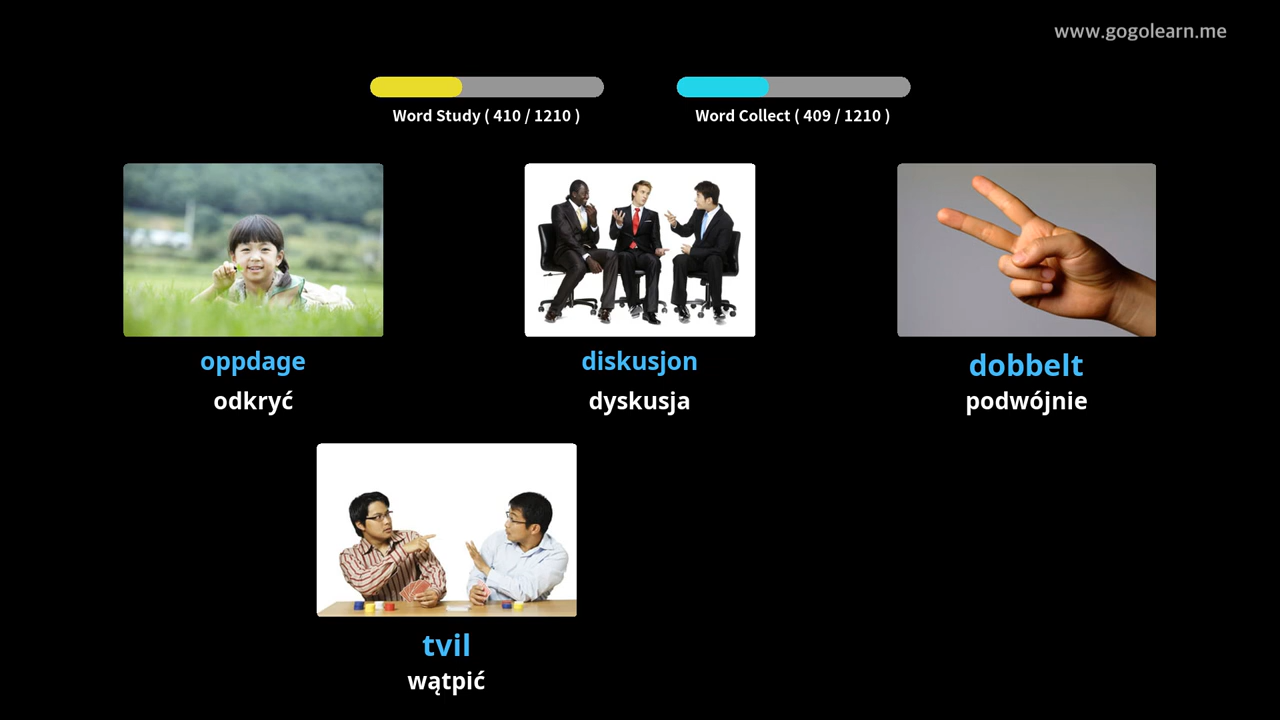 www.gogolearn.me
Word Study ( 410 / 1210 )
Word Collect ( 409 / 1210 )
oppdage
odkryć
diskusjon
dyskusja
dobbelt
podwójnie
tvil
wątpić